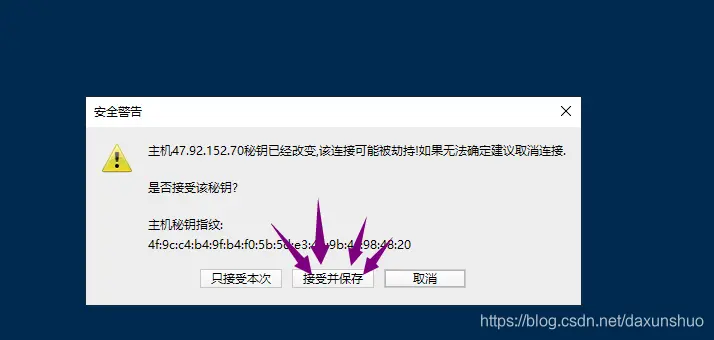 安全警告
主机47.92.152.70秘钥已经改变,该连接可能被劫持!如果无法确定建议取消连接.
是否接受该秘钥?
主机秘钥指纹:
4f:9c:c4:b4:9f:b4:f0:5b:5d:e3: :9b: :98:48:20
只接受本次 接受并保存 取消
https://blog.csdn.net/daxunshuo